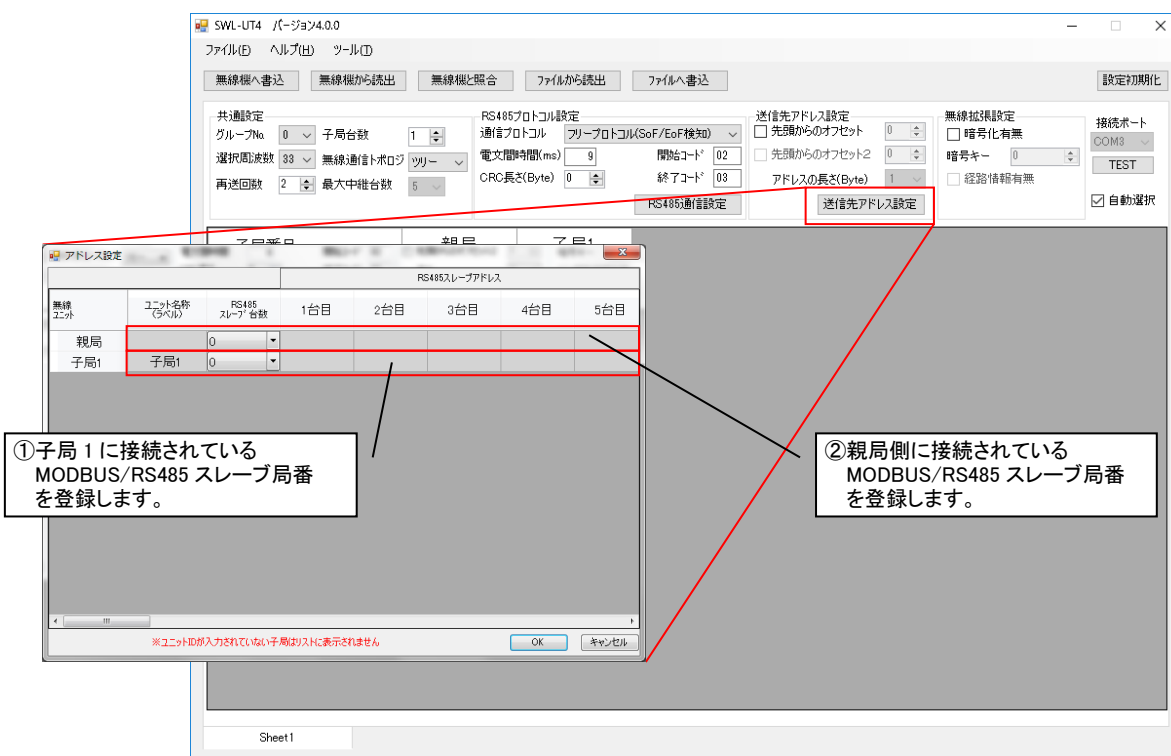 SWL-UT4 バージョン4.0.0
ファイル(F) ヘルプ(H) ツール(T)
無線機へ書込 無線機から読出 無線機と照合 ファイルから読出 ファイルへ書込 設定初期化
共通設定
グループNo. 0 子局台数 1
選択周波数 33 無線通信トポロジ ツリー
再送回数 2 最大中継台数 5
RS485プロトコル設定
通信プロトコル フリープロトコル(SoF/EoF検知)
電文間時間(ms) 9 開始コード 02
CRC長さ(Byte) 0 終了コード 03
RS485通信設定
送信先アドレス設定
先頭からのオフセット 0
先頭からのオフセット2 0
アドレスの長さ(Byte) 1
送信先アドレス設定
無線拡張設定
暗号化有無
暗号キー 0
経路情報有無
接続ポート
COM3
TEST
自動選択
子局番号 親局 子局1
アドレス設定
RS485スレーブアドレス
無線
ユニット
ユニット名称
(ラベル)
RS485
スレーブ台数
1台目 2台目 3台目 4台目 5台目
親局 0
子局1 子局1 0
①子局1に接続されている
MODBUS/RS485 スレーブ局番
を登録します。
②親局側に接続されている
MODBUS/RS485 スレーブ局番
を登録します。
※ユニットIDが入力されていない子局はリストに表示されません
OK キャンセル
Sheet1